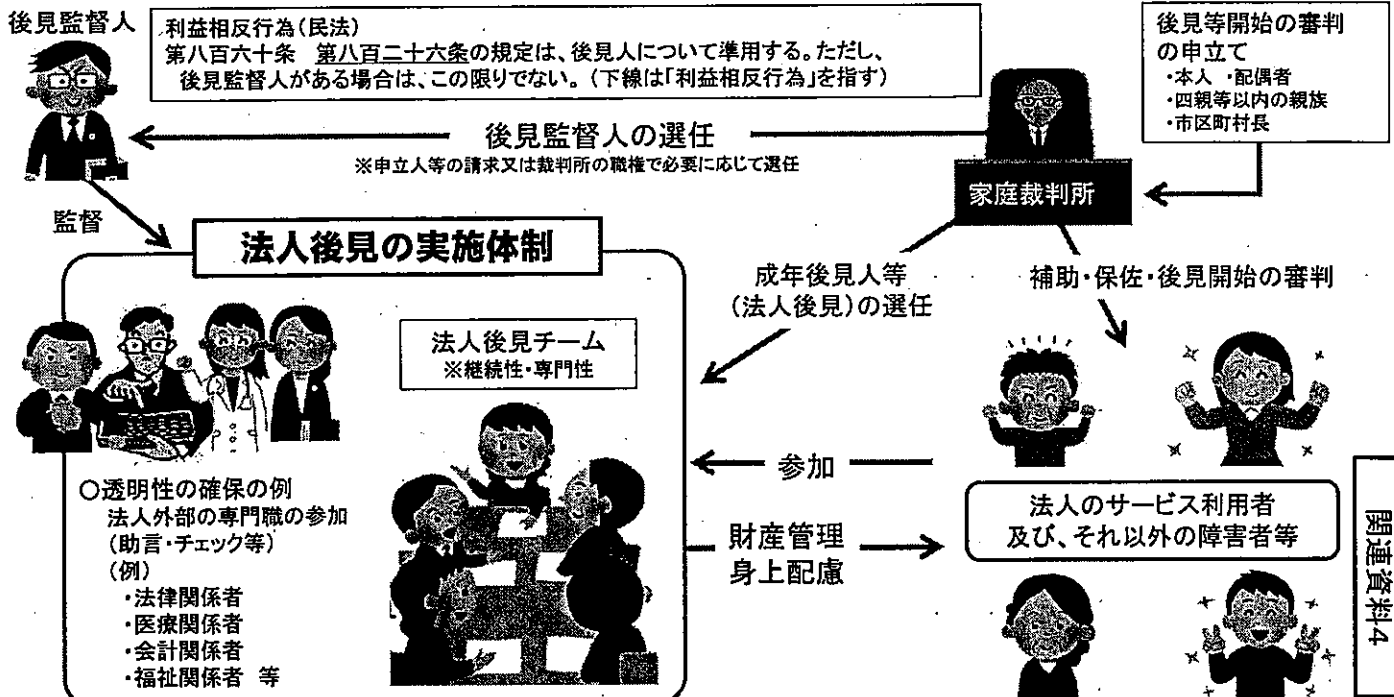 後見監督人
利益相反行為(民法)
第八百六十条　第八百二十六条の規定は、後見人について準用する。ただし、
後見監督人がある場合は、この限りでない。(下線は「利益相反行為」を指す)
後見等開始の審判
の申立て
・本人 ・配偶者
・四親等以内の親族
・市区町村長
後見監督人の選任
※申立人等の請求又は裁判所の職権で必要に応じて選任
家庭裁判所
監督
法人後見の実施体制
成年後見人等
(法人後見)の選任
補助・保佐・後見開始の審判
法人後見チーム
※継続性・専門性
参加
○透明性の確保の例
法人外部の専門職の参加
(助言・チェック等)
(例)
・法律関係者
・医療関係者
・会計関係者
・福祉関係者 等
財産管理
身上配慮
法人のサービス利用者
及び、それ以外の障害者等
関連資料4